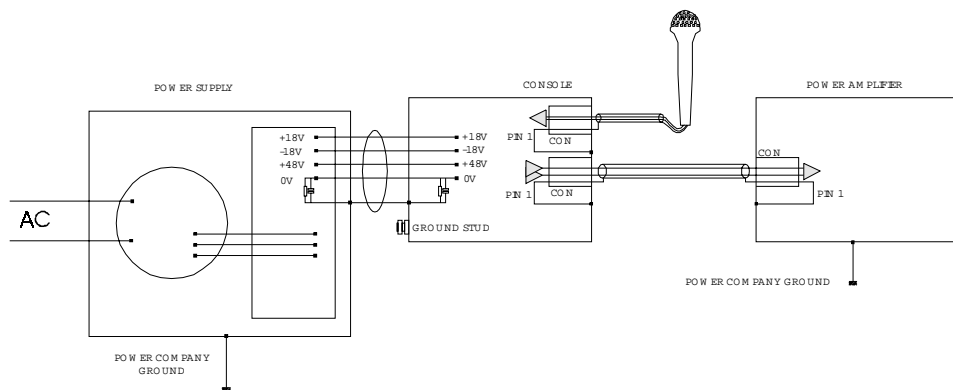 POWER SUPPLY
CONSOLE
POWER AMPLIFIER
+18V
-18V
+48V
0V
+18V
-18V
+48V
0V
PIN 1
CON
PIN 1
CON
CON
PIN 1
AC
GROUND STUD
POWER COMPANY GROUND
POWER COMPANY
GROUND